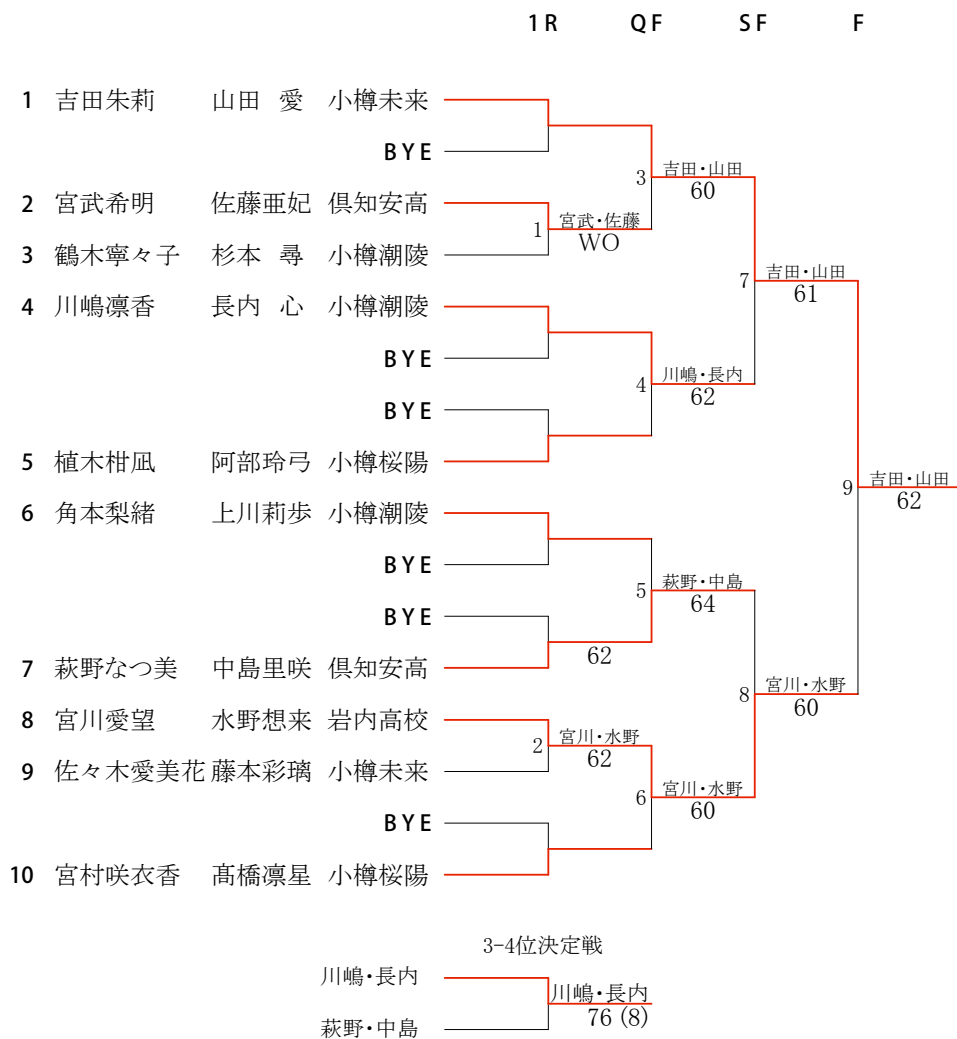 1R QF SF F
1 吉田朱莉 山田 愛 小樽未来
BYE
3 吉田・山田
60
2 宮武希明 佐藤亜妃 倶知安高
1 宮武・佐藤
WO
3 鶴木寧々子 杉本 尋 小樽潮陵
7 吉田・山田
61
4 川嶋凛香 長内 心 小樽潮陵
BYE
4 川嶋・長内
62
BYE
5 植木柑凪 阿部玲弓 小樽桜陽
9 吉田・山田
62
6 角本梨緒 上川莉歩 小樽潮陵
BYE
5 萩野・中島
64
BYE
62
7 萩野なつ美 中島里咲 倶知安高
8 宮川・水野
60
8 宮川愛望 水野想来 岩内高校
2 宮川・水野
62
9 佐々木愛美花 藤本彩璃 小樽未来
6 宮川・水野
60
BYE
10 宮村咲衣香 髙橋凛星 小樽桜陽
3-4位決定戦
川嶋・長内
川嶋・長内
76 (8)
萩野・中島